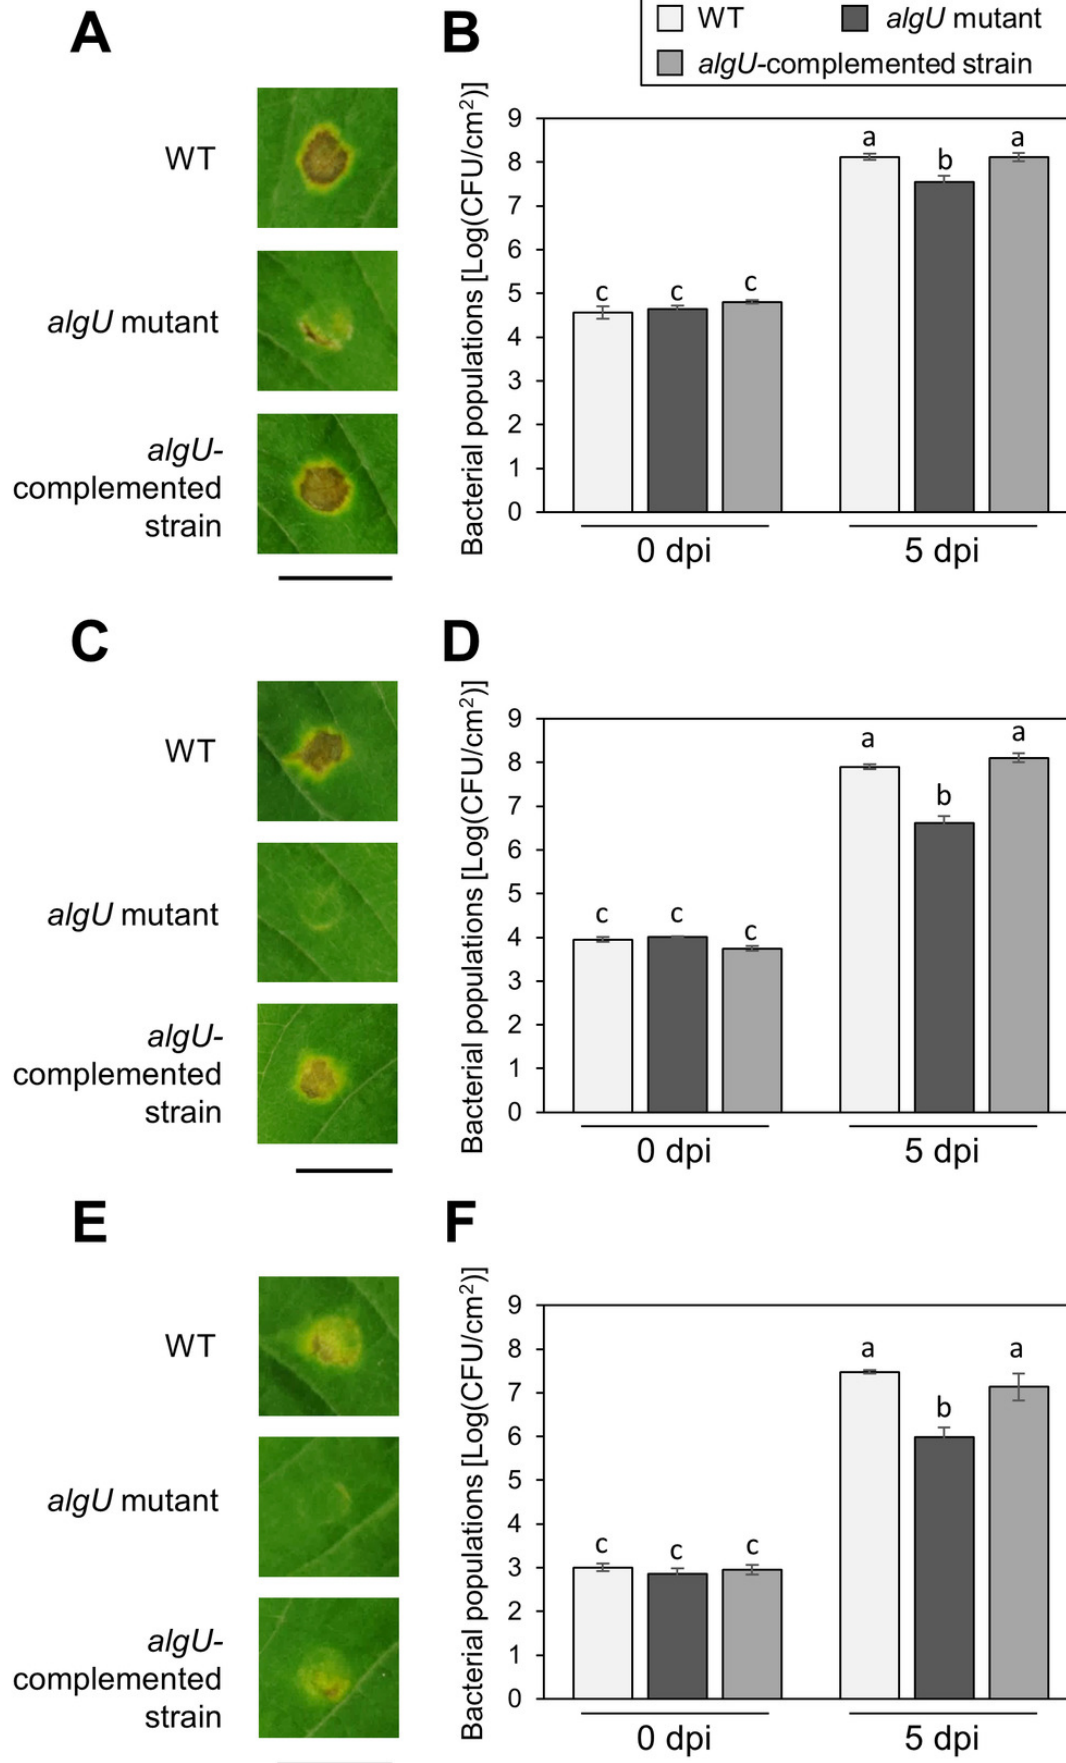 A
B
WT
algU mutant
algU-complemented strain
WT
algU mutant
algU-
complemented
strain
Bacterial populations [Log(CFU/cm²)]
9
8
7
6
5
4
3
2
1
0
c
c
c
a
b
a
0 dpi
5 dpi
C
D
WT
algU mutant
algU-
complemented
strain
Bacterial populations [Log(CFU/cm²)]
9
8
7
6
5
4
3
2
1
0
c
c
c
a
b
a
0 dpi
5 dpi
E
F
WT
algU mutant
algU-
complemented
strain
Bacterial populations [Log(CFU/cm²)]
9
8
7
6
5
4
3
2
1
0
c
c
c
a
b
a
0 dpi
5 dpi